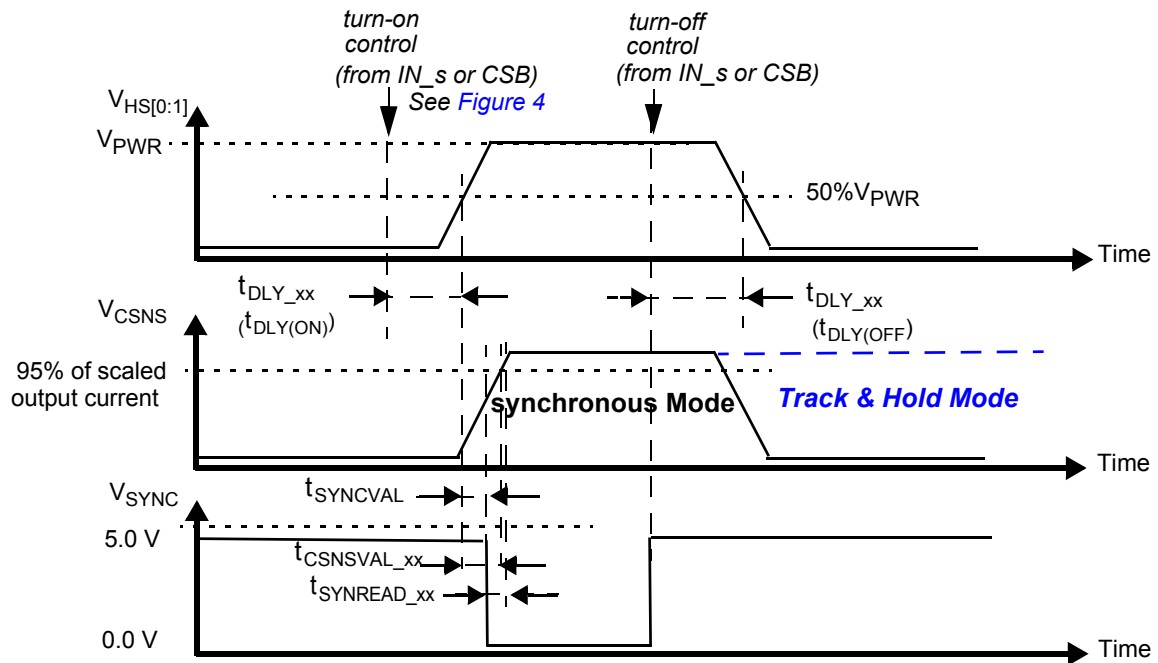 turn-on
control
(from IN_s or CSB)
See Figure 4
turn-off
control
(from IN_s or CSB)
VHS[0:1]
VPWR
50%VPWR
Time
tDLY_xx
(tDLY(ON))
tDLY_xx
(tDLY(OFF)
VCSNS
95% of scaled
output current
synchronous Mode
Track & Hold Mode
Time
tSYNCVAL
VSYNC
5.0 V
tCSNSVAL_xx
tSYNREAD_xx
0.0 V
Time